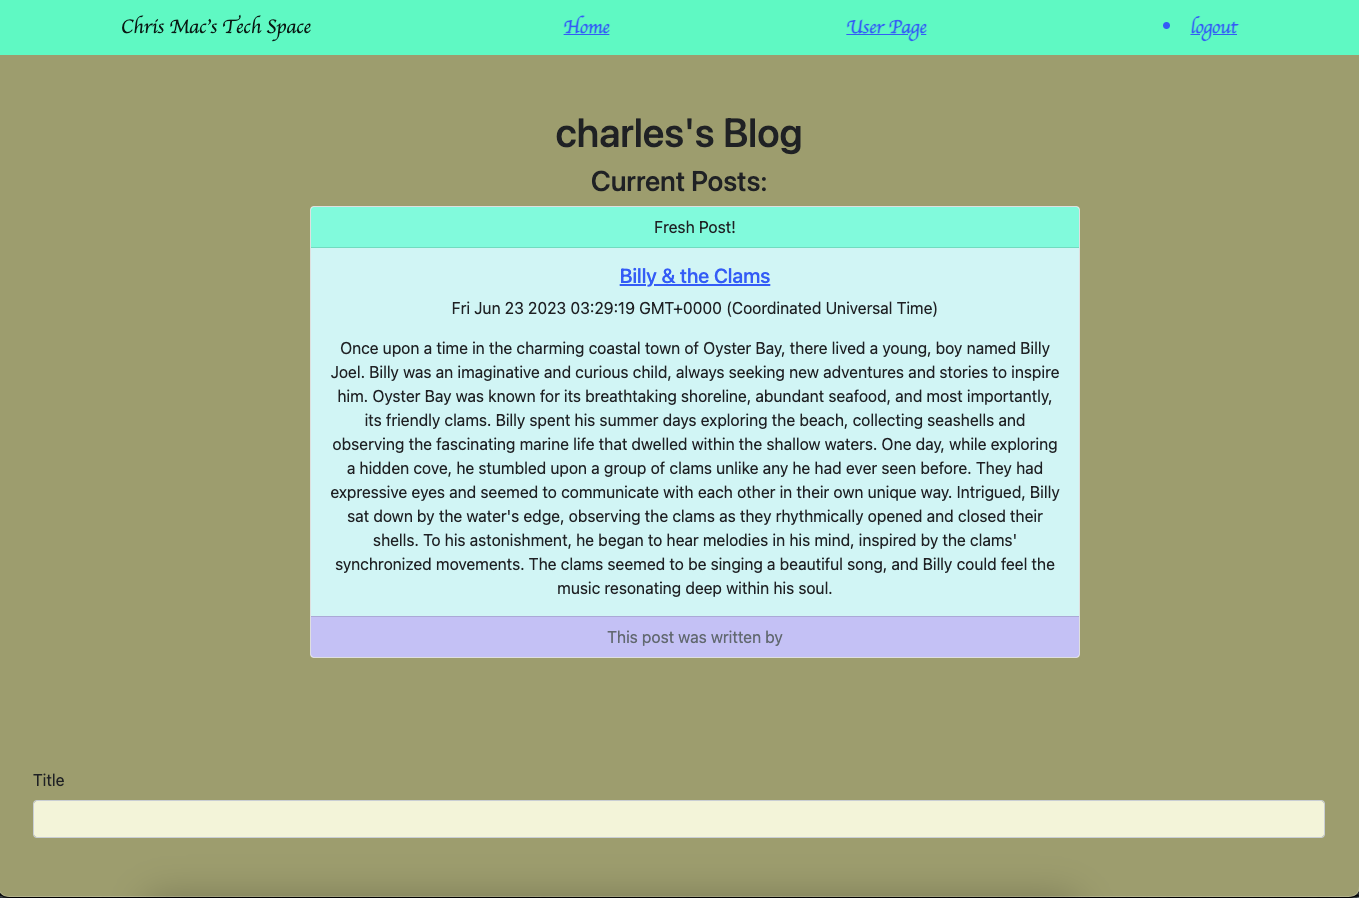 Chris Mac's Tech Space
Home
User Page
• logout
charles's Blog
Current Posts:
Fresh Post!
Billy & the Clams
Fri Jun 23 2023 03:29:19 GMT+0000 (Coordinated Universal Time)
Once upon a time in the charming coastal town of Oyster Bay, there lived a young, boy named Billy
Joel. Billy was an imaginative and curious child, always seeking new adventures and stories to inspire
him. Oyster Bay was known for its breathtaking shoreline, abundant seafood, and most importantly,
its friendly clams. Billy spent his summer days exploring the beach, collecting seashells and
observing the fascinating marine life that dwelled within the shallow waters. One day, while exploring
a hidden cove, he stumbled upon a group of clams unlike any he had ever seen before. They had
expressive eyes and seemed to communicate with each other in their own unique way. Intrigued, Billy
sat down by the water's edge, observing the clams as they rhythmically opened and closed their
shells. To his astonishment, he began to hear melodies in his mind, inspired by the clams'
synchronized movements. The clams seemed to be singing a beautiful song, and Billy could feel the
music resonating deep within his soul.
This post was written by
Title